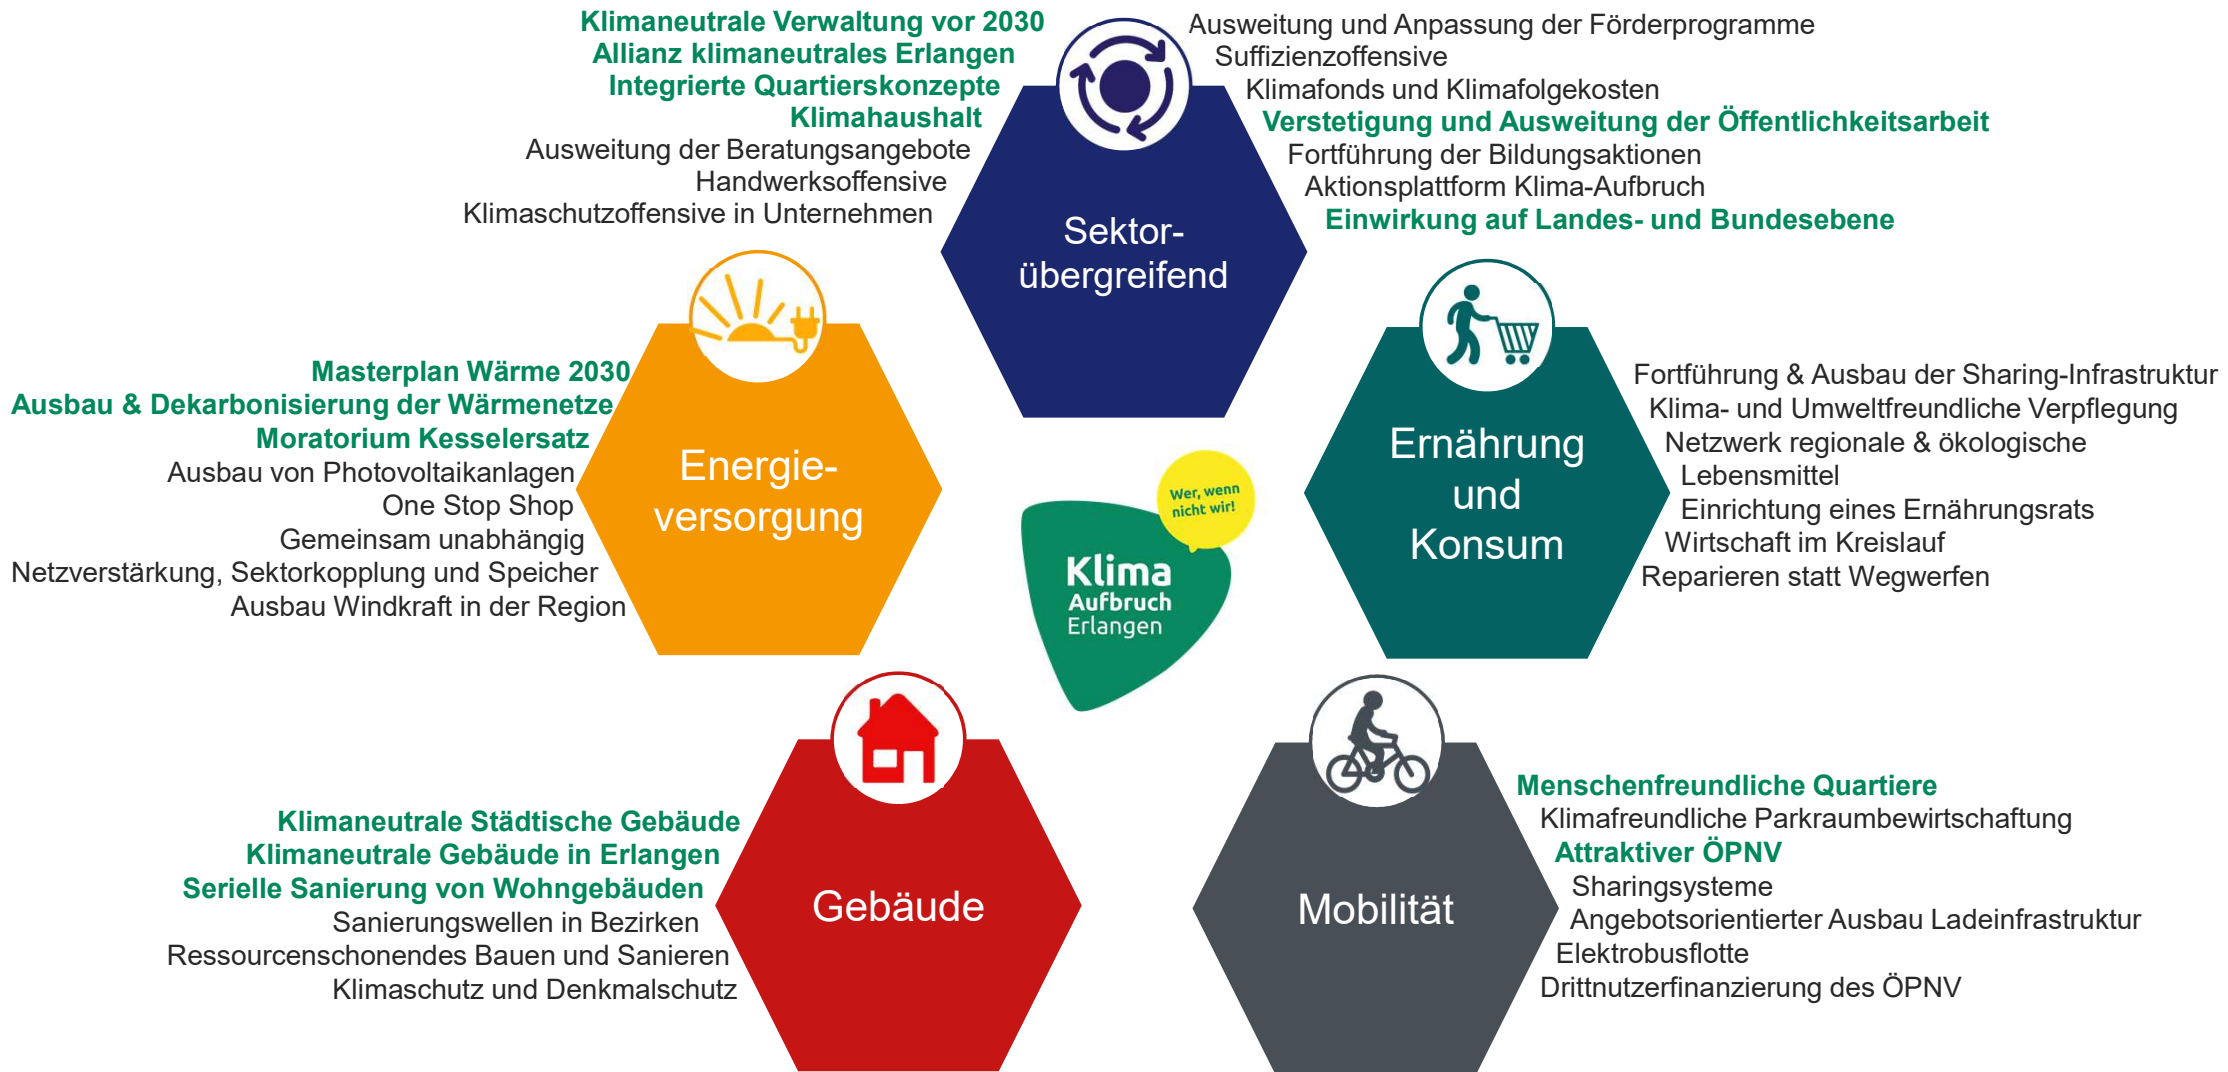 Klimaneutrale Verwaltung vor 2030
Allianz klimaneutrales Erlangen
Integrierte Quartierskonzepte
Klimahaushalt
Ausweitung der Beratungsangebote
Handwerksoffensive
Klimaschutzoffensive in Unternehmen
Ausweitung und Anpassung der Förderprogramme
Suffizienzoffensive
Klimafonds und Klimafolgekosten
Verstetigung und Ausweitung der Öffentlichkeitsarbeit
Fortführung der Bildungsaktionen
Aktionsplattform Klima-Aufbruch
Einwirkung auf Landes- und Bundesebene
Sektor-
übergreifend
Masterplan Wärme 2030
Ausbau & Dekarbonisierung der Wärmenetze
Moratorium Kesselersatz
Ausbau von Photovoltaikanlagen
One Stop Shop
Gemeinsam unabhängig
Netzverstärkung, Sektorkopplung und Speicher
Ausbau Windkraft in der Region
Energie-
versorgung
Wer, wenn
nicht wir!
Klima
Aufbruch
Erlangen
Ernährung
und
Konsum
Fortführung & Ausbau der Sharing-Infrastruktur
Klima- und Umweltfreundliche Verpflegung
Netzwerk regionale & ökologische
Lebensmittel
Einrichtung eines Ernährungsrats
Wirtschaft im Kreislauf
Reparieren statt Wegwerfen
Klimaneutrale Städtische Gebäude
Klimaneutrale Gebäude in Erlangen
Serielle Sanierung von Wohngebäuden
Sanierungswellen in Bezirken
Ressourcenschonendes Bauen und Sanieren
Klimaschutz und Denkmalschutz
Gebäude
Mobilität
Menschenfreundliche Quartiere
Klimafreundliche Parkraumbewirtschaftung
Attraktiver ÖPNV
Sharingsysteme
Angebotsorientierter Ausbau Ladeinfrastruktur
Elektrobusflotte
Drittnutzerfinanzierung des ÖPNV